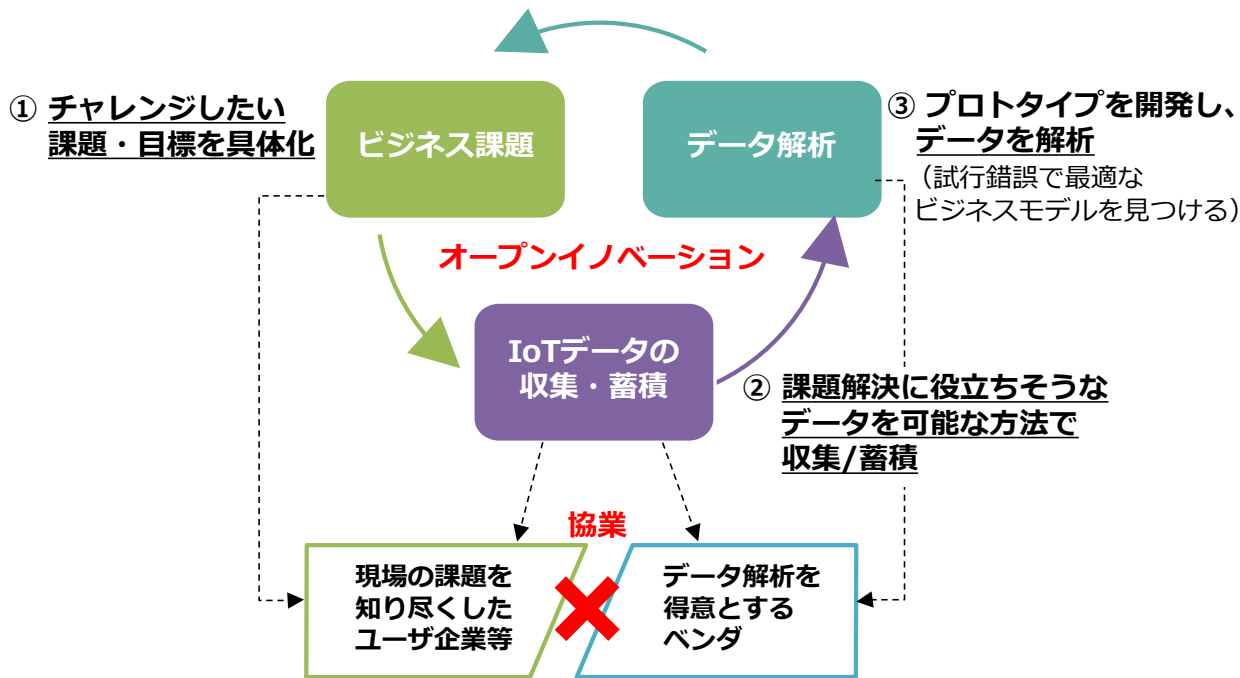 ① チャレンジしたい
課題・目標を具体化
ビジネス課題
データ解析
③ プロトタイプを開発し、
データを解析
（試行錯誤で最適な
ビジネスモデルを見つける）
オープンイノベーション
IoTデータの
収集・蓄積
② 課題解決に役立ちそうな
データを可能な方法で
収集/蓄積
協業
現場の課題を
知り尽くした
ユーザ企業等
データ解析を
得意とする
ベンダ